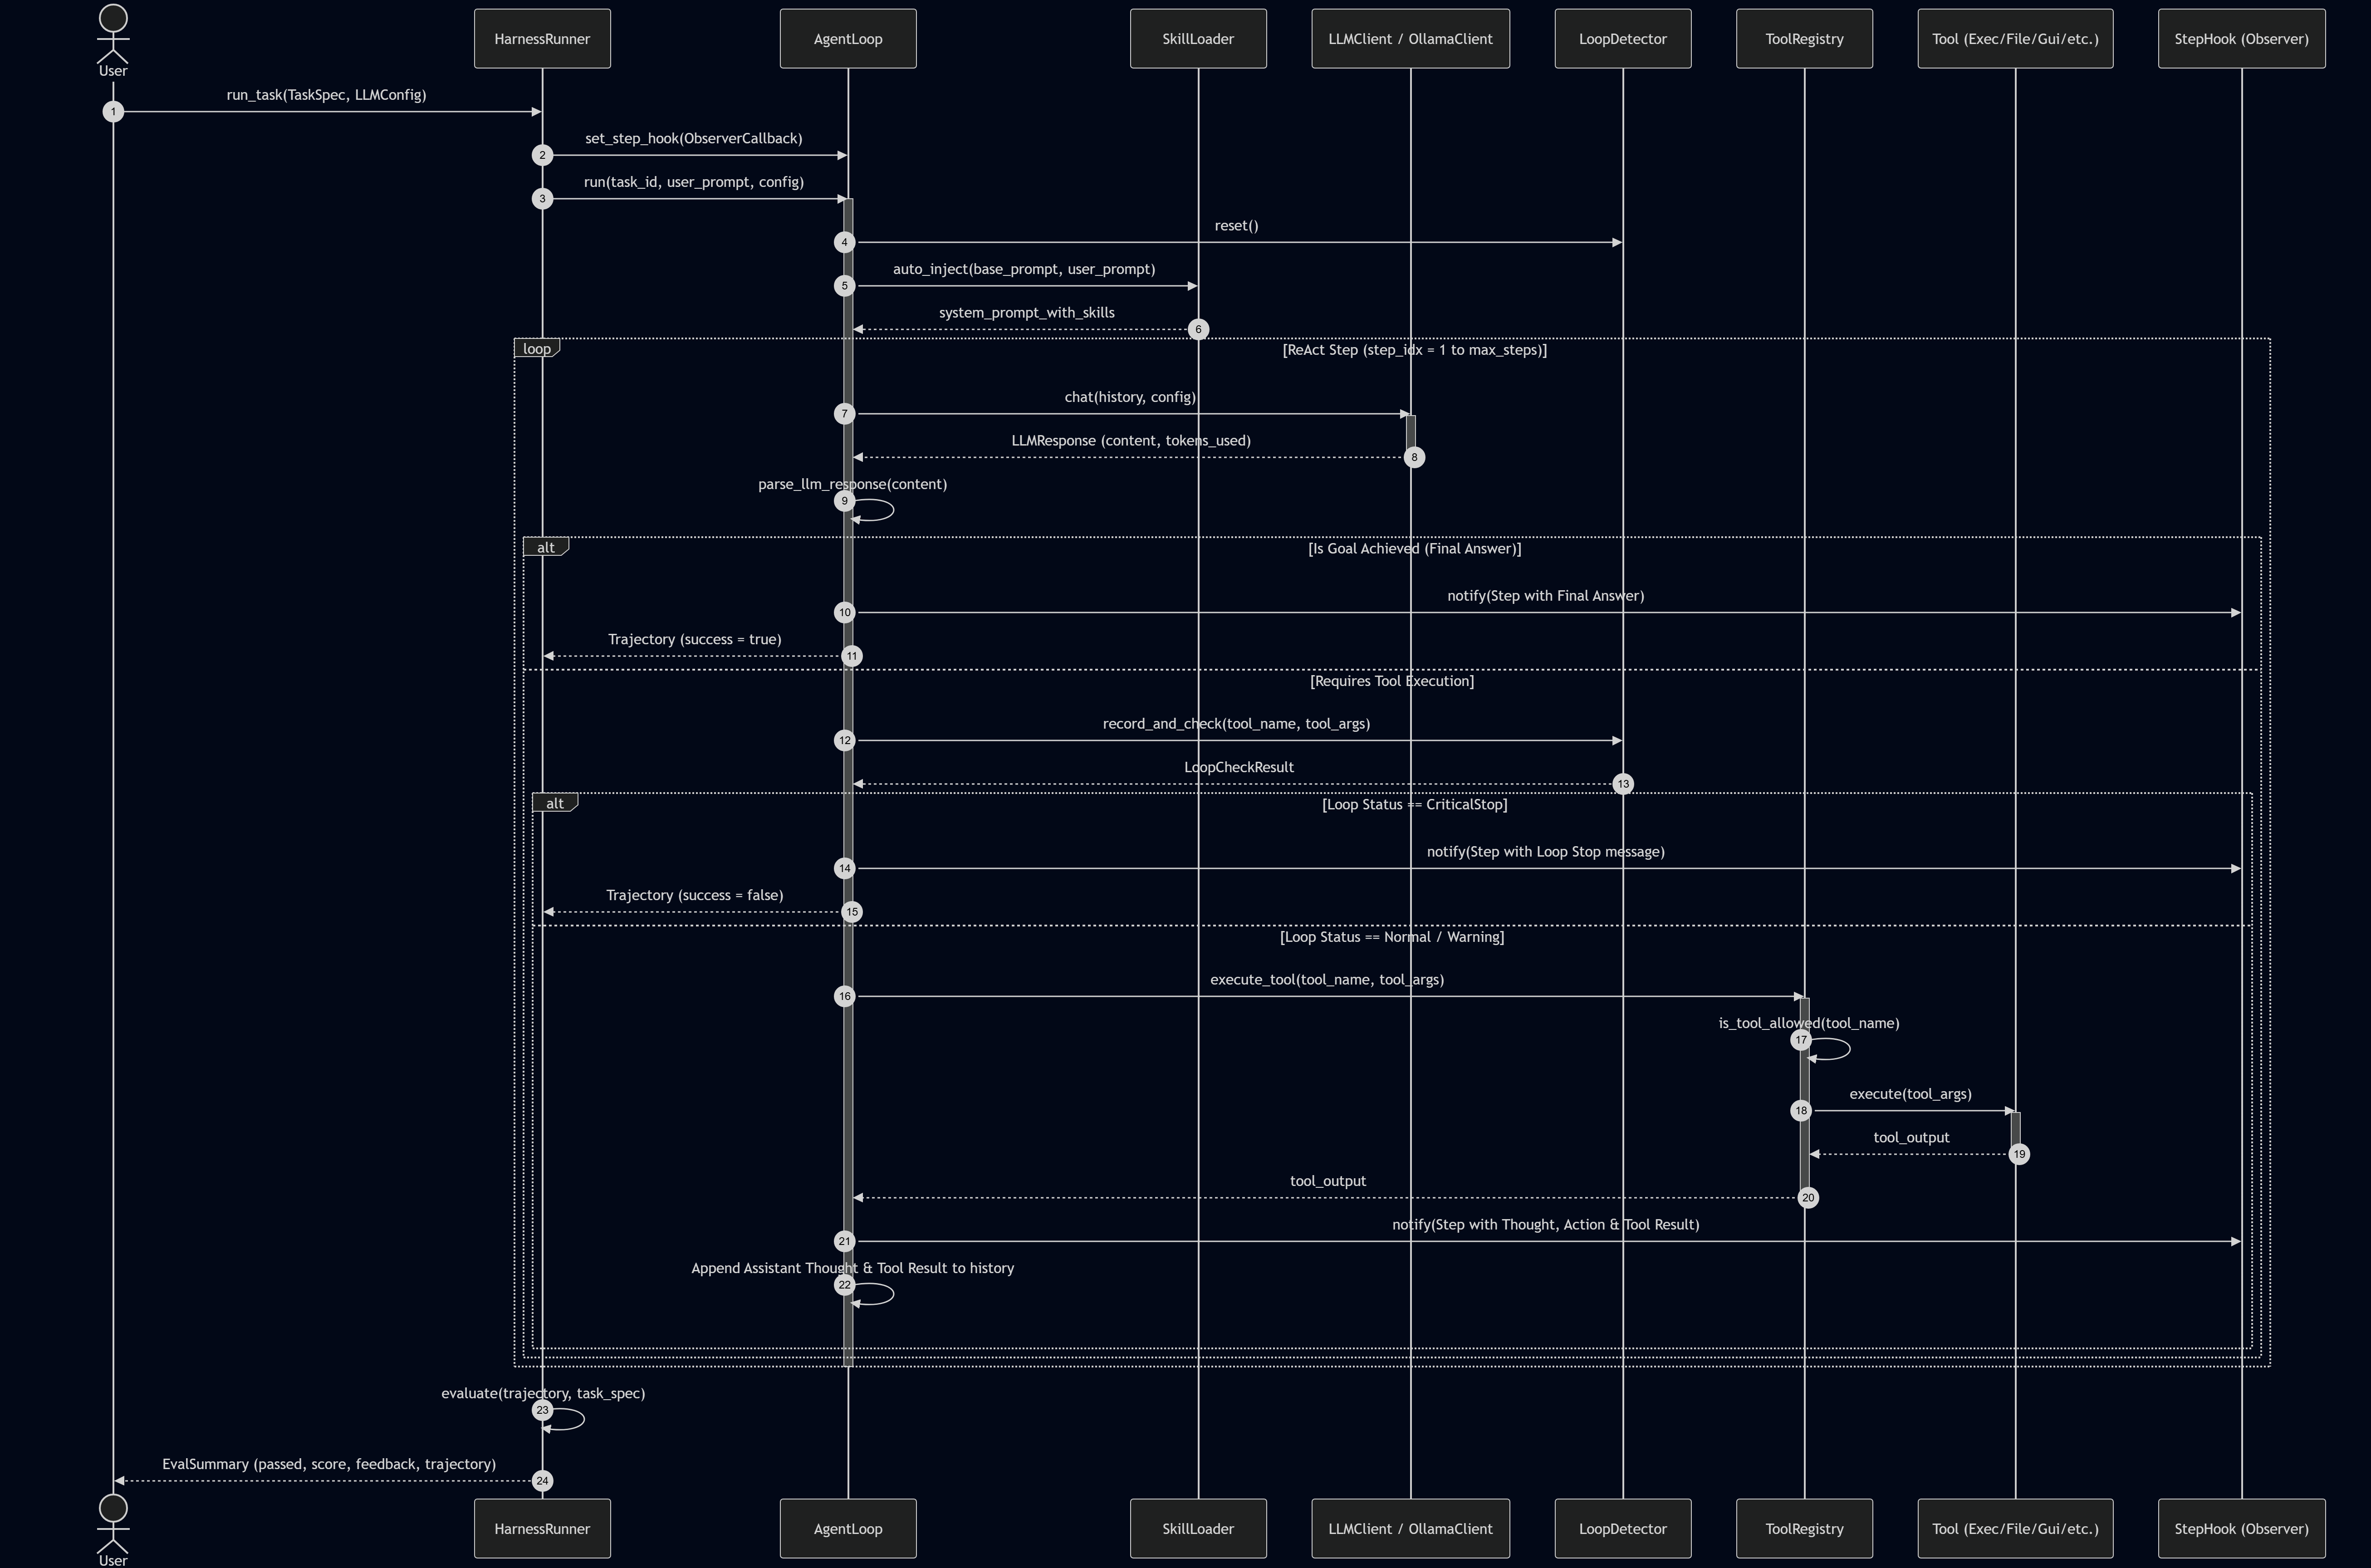 User
HarnessRunner
AgentLoop
SkillLoader
LLMClient / OllamaClient
LoopDetector
ToolRegistry
Tool (Exec/File/Gui/etc.)
StepHook (Observer)
run_task(TaskSpec, LLMConfig)
1
set_step_hook(ObserverCallback)
2
run(task_id, user_prompt, config)
3
reset()
4
auto_inject(base_prompt, user_prompt)
5
system_prompt_with_skills
6
loop
[ReAct Step (step_idx = 1 to max_steps)]
chat(history, config)
7
LLMResponse (content, tokens_used)
8
parse_llm_response(content)
9
alt
[Is Goal Achieved (Final Answer)]
notify(Step with Final Answer)
10
Trajectory (success = true)
11
[Requires Tool Execution]
record_and_check(tool_name, tool_args)
12
LoopCheckResult
13
alt
[Loop Status == CriticalStop]
notify(Step with Loop Stop message)
14
Trajectory (success = false)
15
[Loop Status == Normal / Warning]
execute_tool(tool_name, tool_args)
16
is_tool_allowed(tool_name)
17
execute(tool_args)
18
tool_output
19
tool_output
20
notify(Step with Thought, Action & Tool Result)
21
Append Assistant Thought & Tool Result to history
22
evaluate(trajectory, task_spec)
23
EvalSummary (passed, score, feedback, trajectory)
24
User
HarnessRunner
AgentLoop
SkillLoader
LLMClient / OllamaClient
LoopDetector
ToolRegistry
Tool (Exec/File/Gui/etc.)
StepHook (Observer)